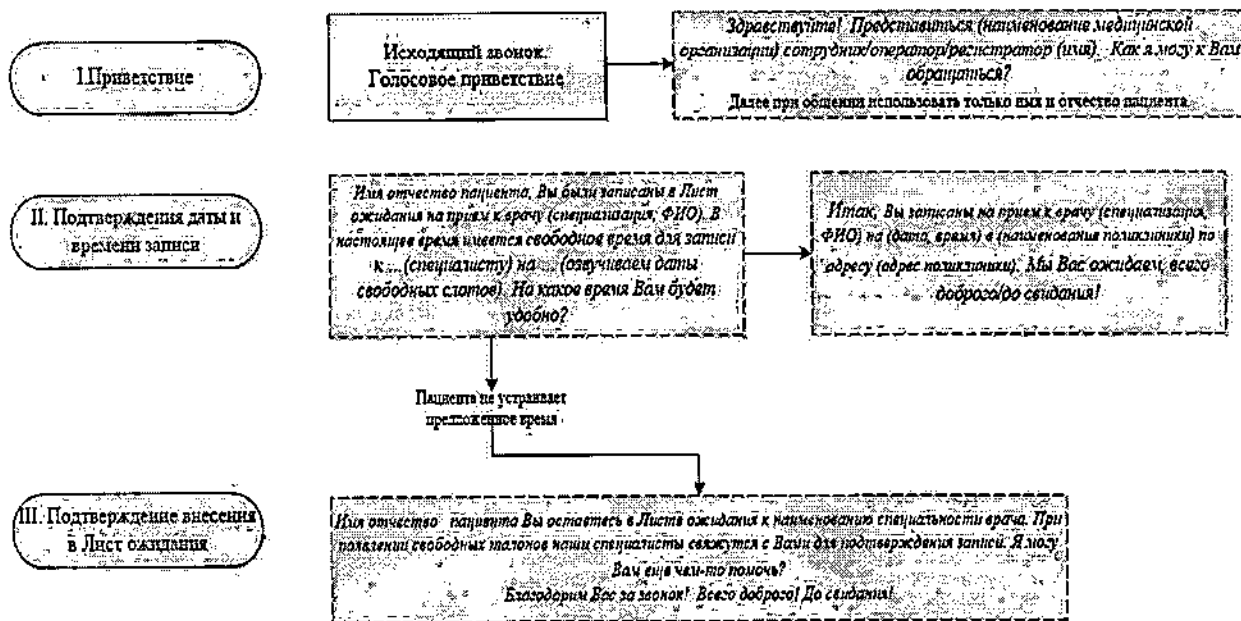 I.Приветствие
Исходящий звонок.
Голосовое приветствие
Здравствуйте! Представиться (наименование медицинской
организации) сотрудник/оператор/регистратор (имя). Как я могу к Вам
обращаться?
Далее при общении использовать только имя и отчество пациента
II. Подтверждения даты и
времени записи
Имя отчество пациента, Вы были записаны в Лист
ожидания на прием к врачу (специализация, ФИО). В
настоящее время имеется свободное время для записи
к ... (специалисту) на ... (озвучиваем даты
свободных слотов). На какое время Вам будет
удобно?
Итак, Вы записаны на прием к врачу (специализация,
ФИО) на (дата, время) в (наименования поликлиники) по
адресу (адрес поликлиники). Мы Вас ожидаем, всего
доброго/до свидания!
Пациента не устраивает
предложенное время
III. Подтверждение внесения
в Лист ожидания
Имя отчество пациента Вы остаетесь в Листе ожидания к наименованию специальности врача. При
появлении свободных талонов наши специалисты свяжутся с Вами для подтверждения записи. Я могу
Вам еще чем-то помочь?
Благодарим Вас за звонок! Всего доброго! До свидания!